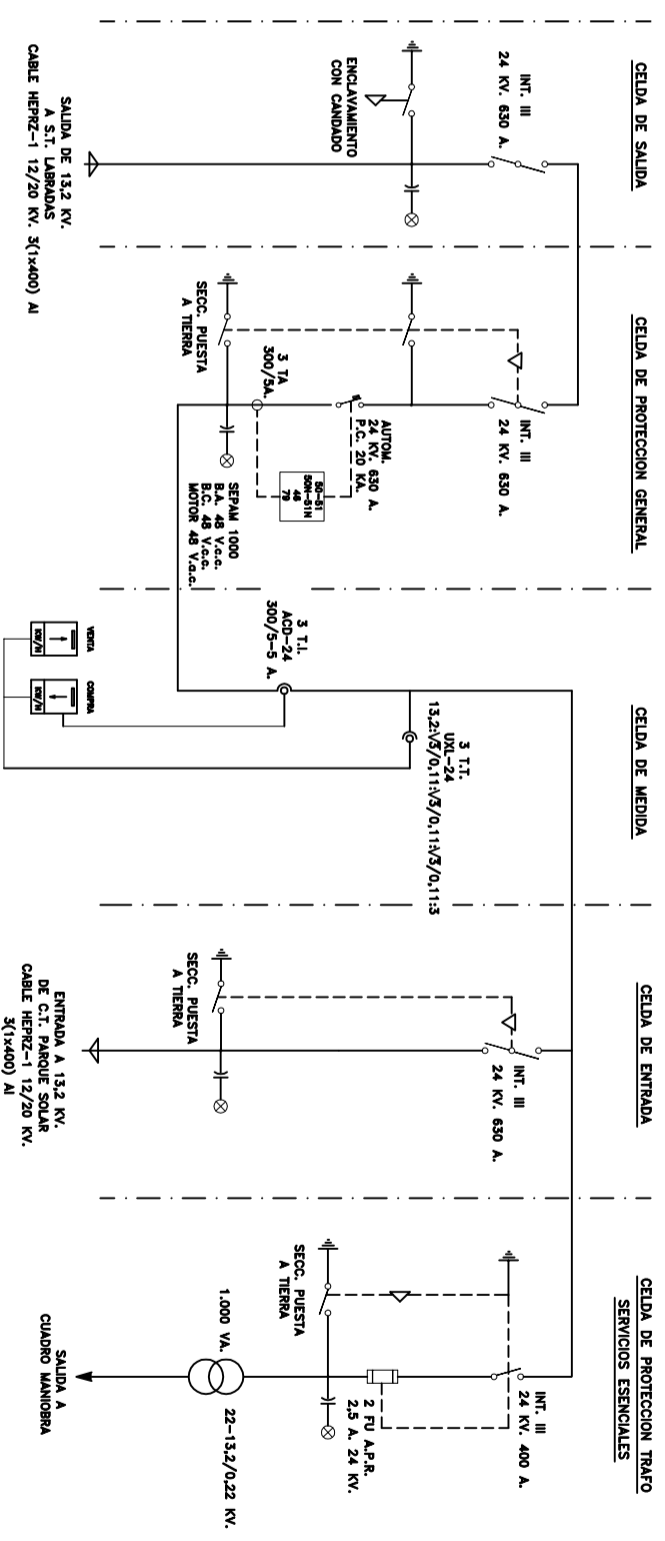 CELDA DE SALIDA
INT. III
24 KV. 630 A.
ENCLAVAMIENTO
CON CANDADO
SALIDA DE 13,2 KV.
A S.T. LABRADAS
CABLE HEPRZ-1 12/20 KV. 3(1x400) Al
CELDA DE PROTECCION GENERAL
INT. III
24 KV. 630 A.
AUTOM.
24 KV. 630 A.
P.C. 20 KA.
50-51
50N-51N
46
79
3 TA
300/5A.
SECC. PUESTA
A TIERRA
SEPAM 1000
B.A. 48 V.c.c.
B.C. 48 V.c.c.
MOTOR 48 V.a.c.
CELDA DE MEDIDA
3 T.T.
UXL-24
13,2:√3/0,11:√3/0,11:√3/0,11:3
3 T.I.
ACD-24
300/5-5 A.
VENTA
KW/H
COMPRA
KW/H
CELDA DE ENTRADA
INT. III
24 KV. 630 A.
SECC. PUESTA
A TIERRA
ENTRADA A 13,2 KV.
DE C.T. PARQUE SOLAR
CABLE HEPRZ-1 12/20 KV.
3(1x400) Al
CELDA DE PROTECCION TRAFO
SERVICIOS ESENCIALES
INT. III
24 KV. 400 A.
2 FU A.P.R.
2,5 A. 24 KV.
SECC. PUESTA
A TIERRA
1.000 VA.
22-13,2/0,22 KV.
SALIDA A
CUADRO MANIOBRA